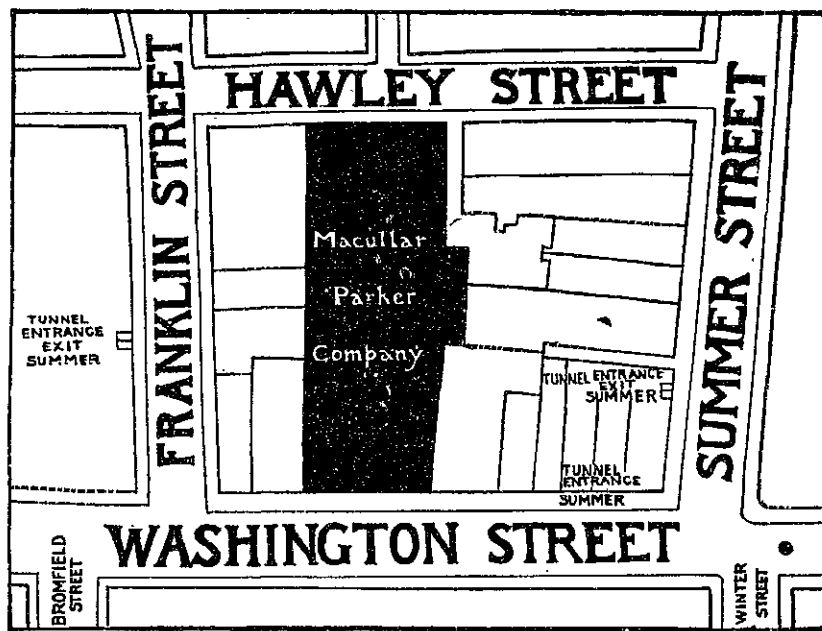 HAWLEY STREET
FRANKLIN STREET
SUMMER STREET
Macullar
Parker
Company
TUNNEL
ENTRANCE
EXIT
SUMMER
TUNNEL ENTRANCE
EXIT
SUMMER
TUNNEL
ENTRANCE
SUMMER
WASHINGTON STREET
BROMFIELD
STREET
WINTER
STREET